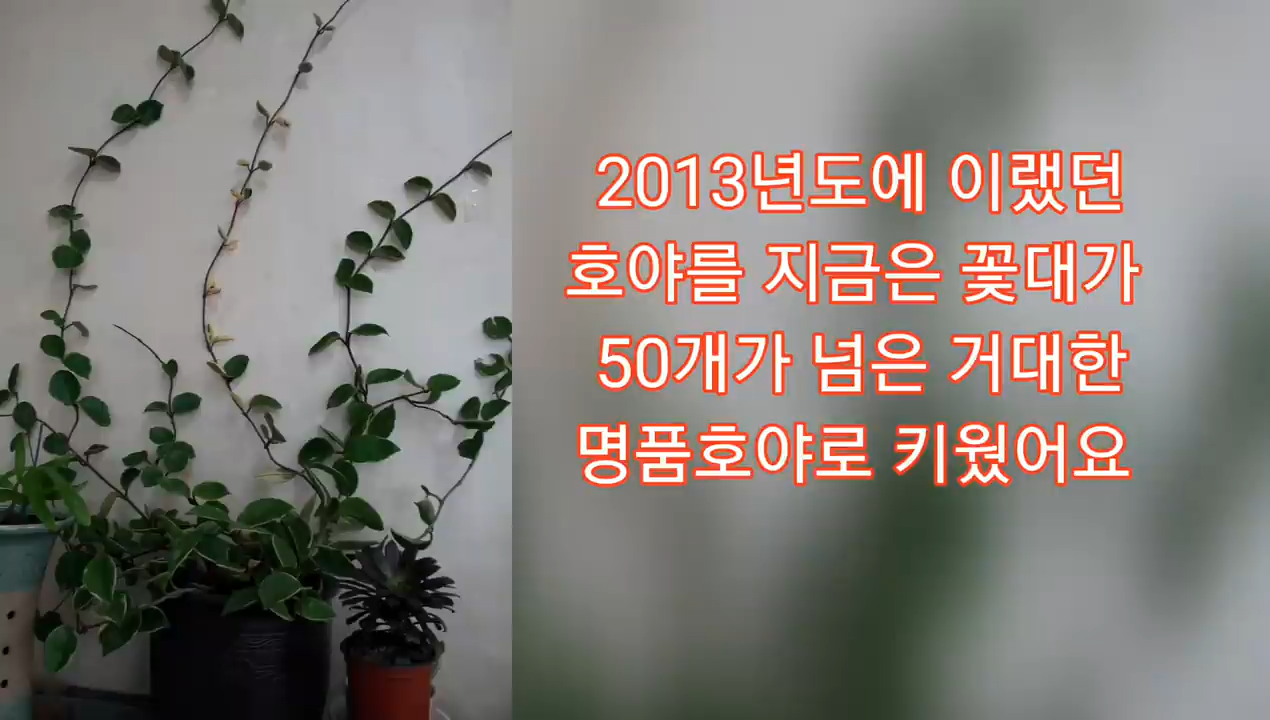 2013년도에 이랬던
호야를 지금은 꽃대가
50개가 넘은 거대한
명품호야로 키웠어요